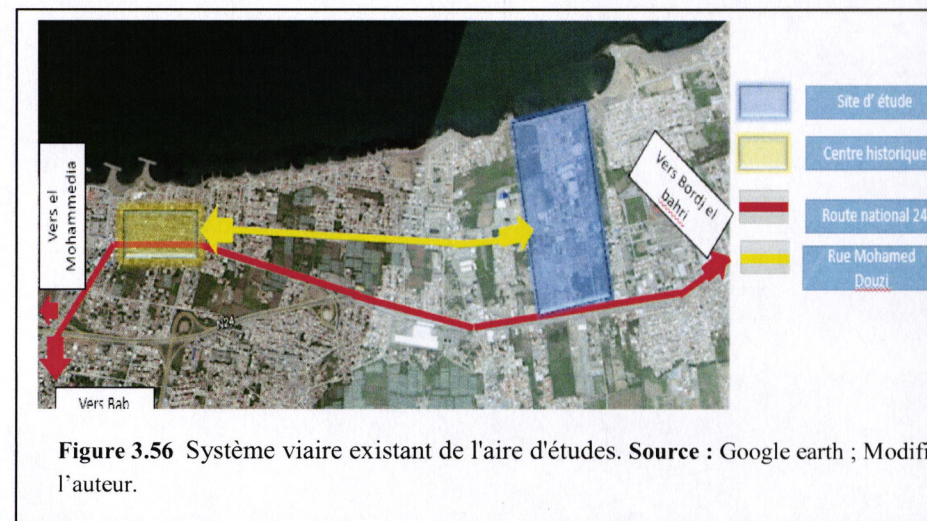 Vers el
Mohammedia
N24
Vers Bab
Vers Bordj el
bahri
Site d' étude
Centre historique
Route national 24
Rue Mohamed
Douzi
Figure 3.56 Système viaire existant de l'aire d'études. Source : Google earth ; Modifi
l'auteur.